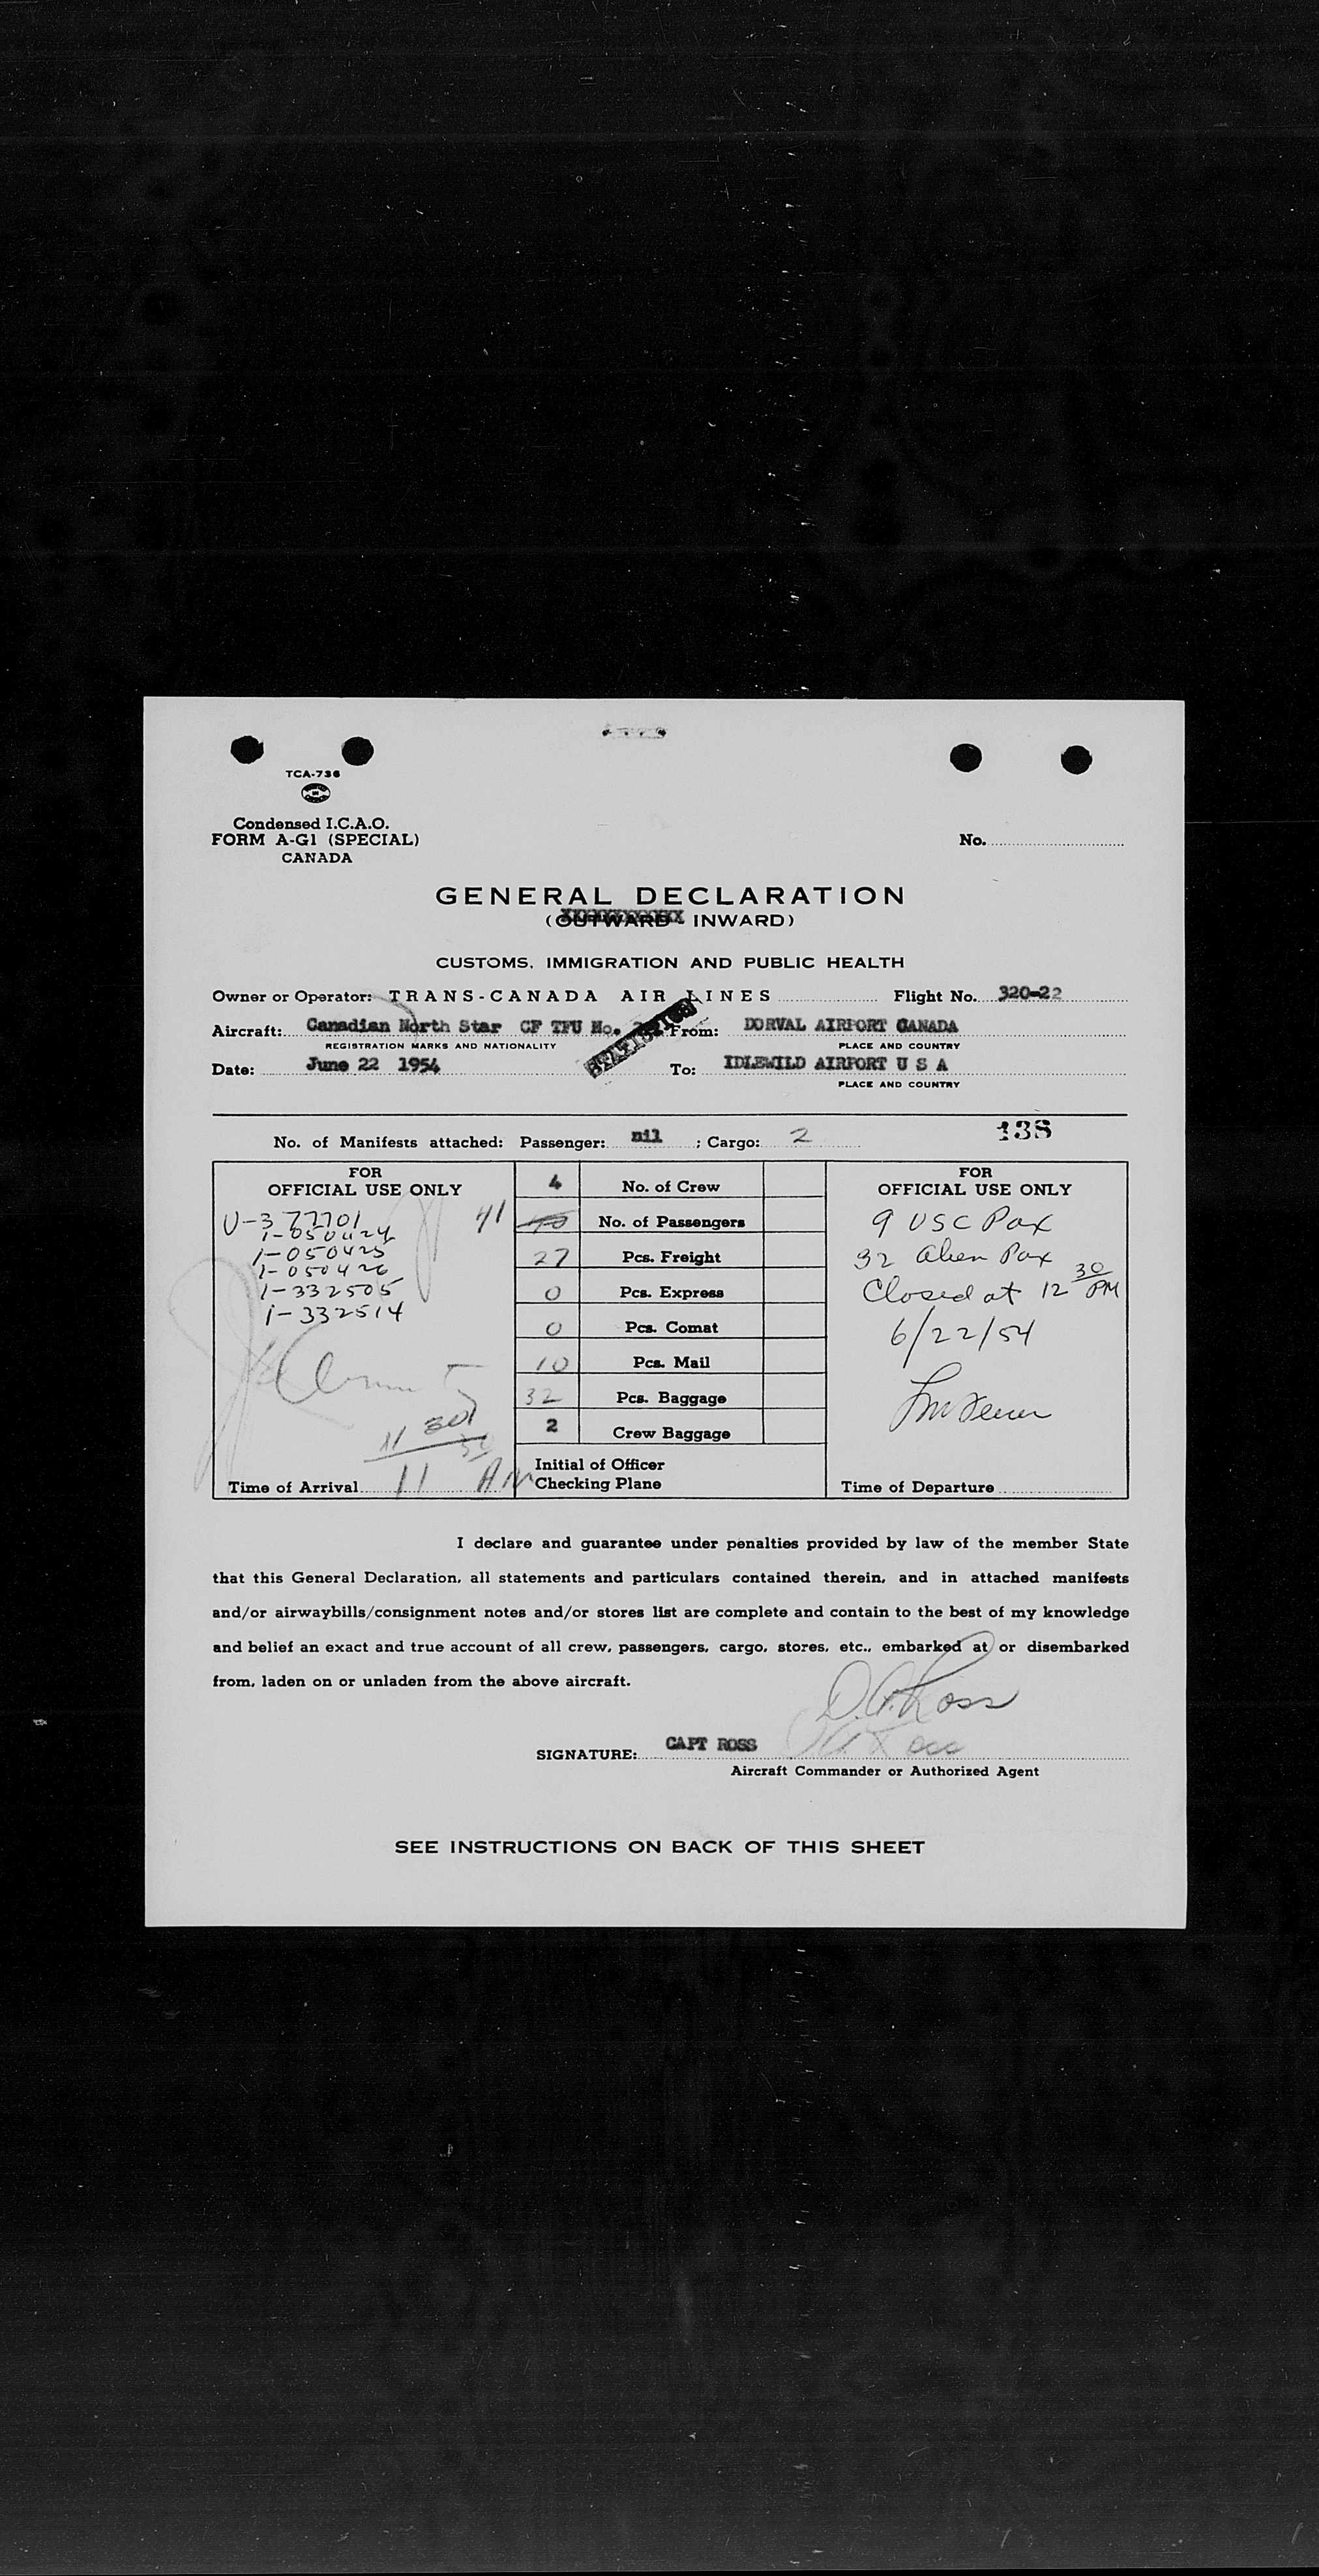 TCA-736
Condensed I.C.A.O.
FORM A-G1 (SPECIAL)
CANADA
No.
GENERAL DECLARATION
(OUTWARD - INWARD)
CUSTOMS, IMMIGRATION AND PUBLIC HEALTH
Owner or Operator: TRANS-CANADA AIR LINES Flight No. 320-22
Aircraft: Canadian North Star CF TFU No. From: DORVAL AIRPORT CANADA
REGISTRATION MARKS AND NATIONALITY PLACE AND COUNTRY
Date: June 22 1954 To: IDLEWILD AIRPORT U S A
PLACE AND COUNTRY
138
No. of Manifests attached: Passenger: nil ; Cargo: 2
FOR
OFFICIAL USE ONLY
U-377701
1-050424
1-050425
1-050426
1-332505
1-332514
11 30
Time of Arrival 11 30 AM
4 No. of Crew
41 40 No. of Passengers
27 Pcs. Freight
0 Pcs. Express
0 Pcs. Comat
10 Pcs. Mail
32 Pcs. Baggage
2 Crew Baggage
Initial of Officer
Checking Plane
FOR
OFFICIAL USE ONLY
9 USC Pax
32 alien Pax
Closed at 12 30 PM
6/22/54
Time of Departure
I declare and guarantee under penalties provided by law of the member State
that this General Declaration, all statements and particulars contained therein, and in attached manifests
and/or airwaybills/consignment notes and/or stores list are complete and contain to the best of my knowledge
and belief an exact and true account of all crew, passengers, cargo, stores, etc., embarked at or disembarked
from, laden on or unladen from the above aircraft.
D.A. Ross
SIGNATURE: CAPT ROSS
Aircraft Commander or Authorized Agent
SEE INSTRUCTIONS ON BACK OF THIS SHEET